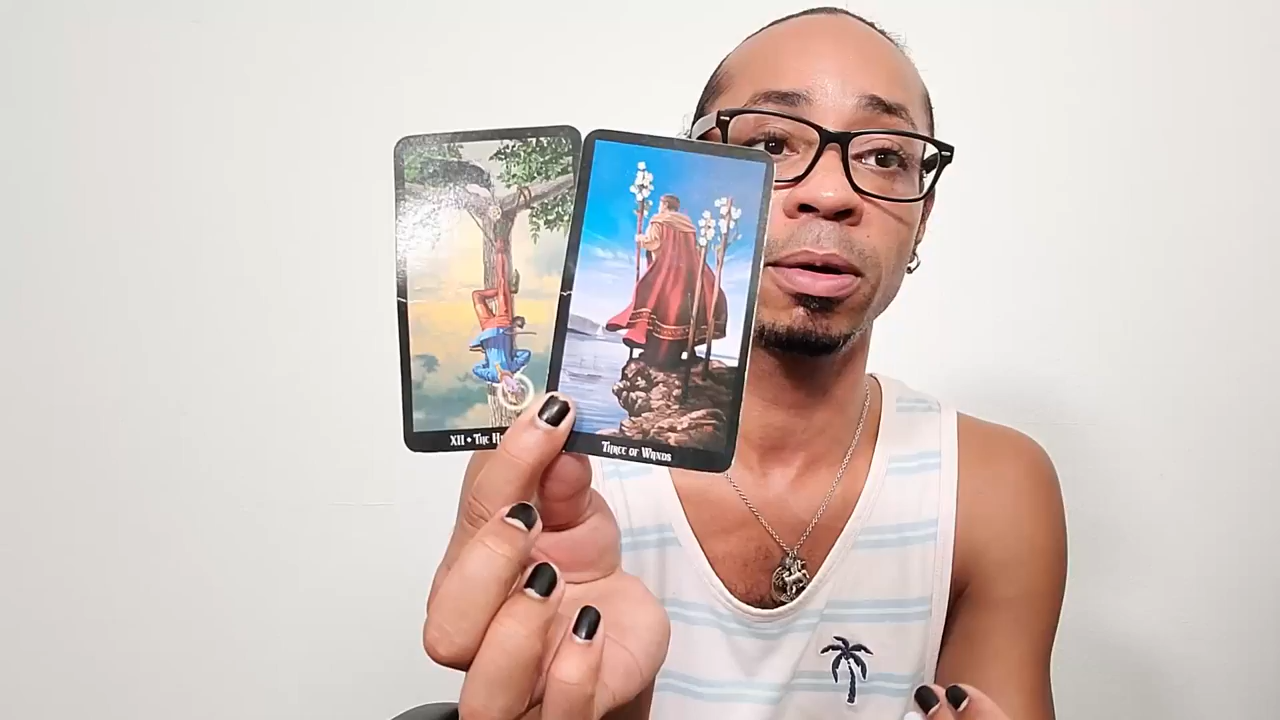 XII • The H
Three of Wands